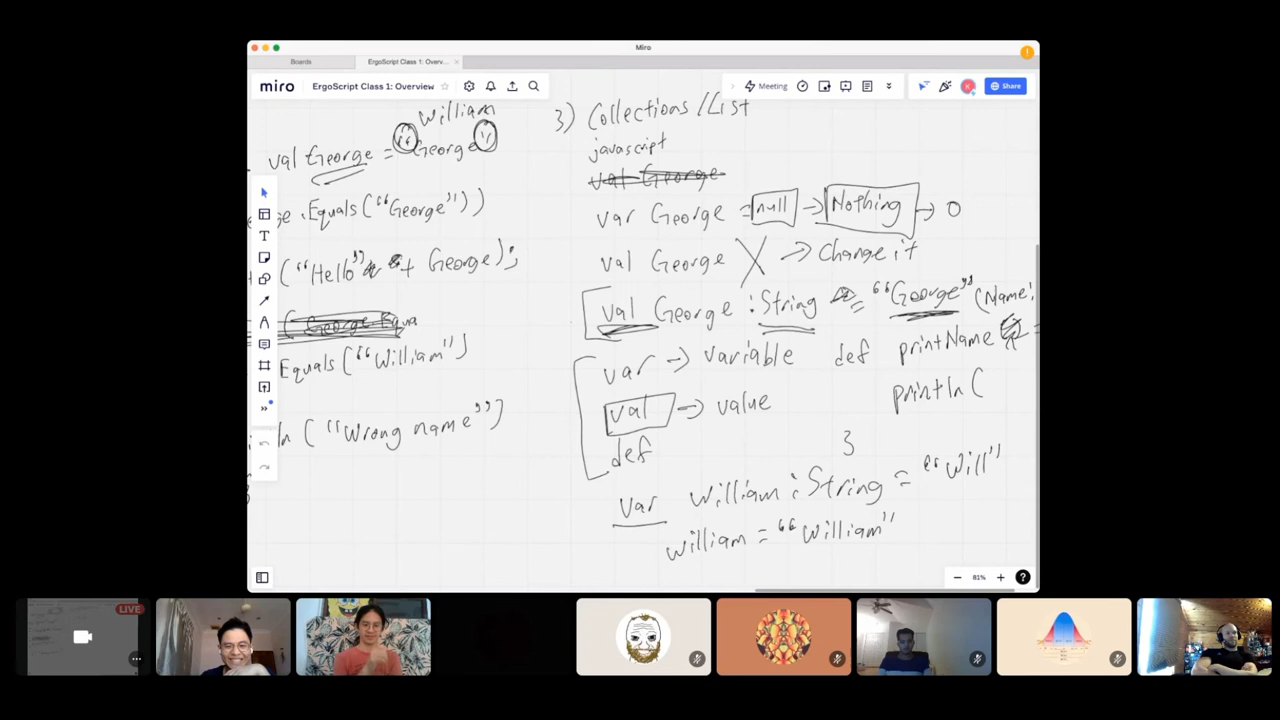 Miro
Boards
ErgoScript Class 1: Overv...
miro
ErgoScript Class 1: Overview
Meeting
Share
William
val George = "George"
.Equals("George"))
("Hello" + George);
Equals("William")
("Wrong name")
3) Collections/List
javascript
val George
var George = null → Nothing → 0
val George X → Change it
val George : String = "George" (Name:
var → variable
def printName
val → value
println(
def
3
var william : String = "Will"
william = "william"
81%
LIVE